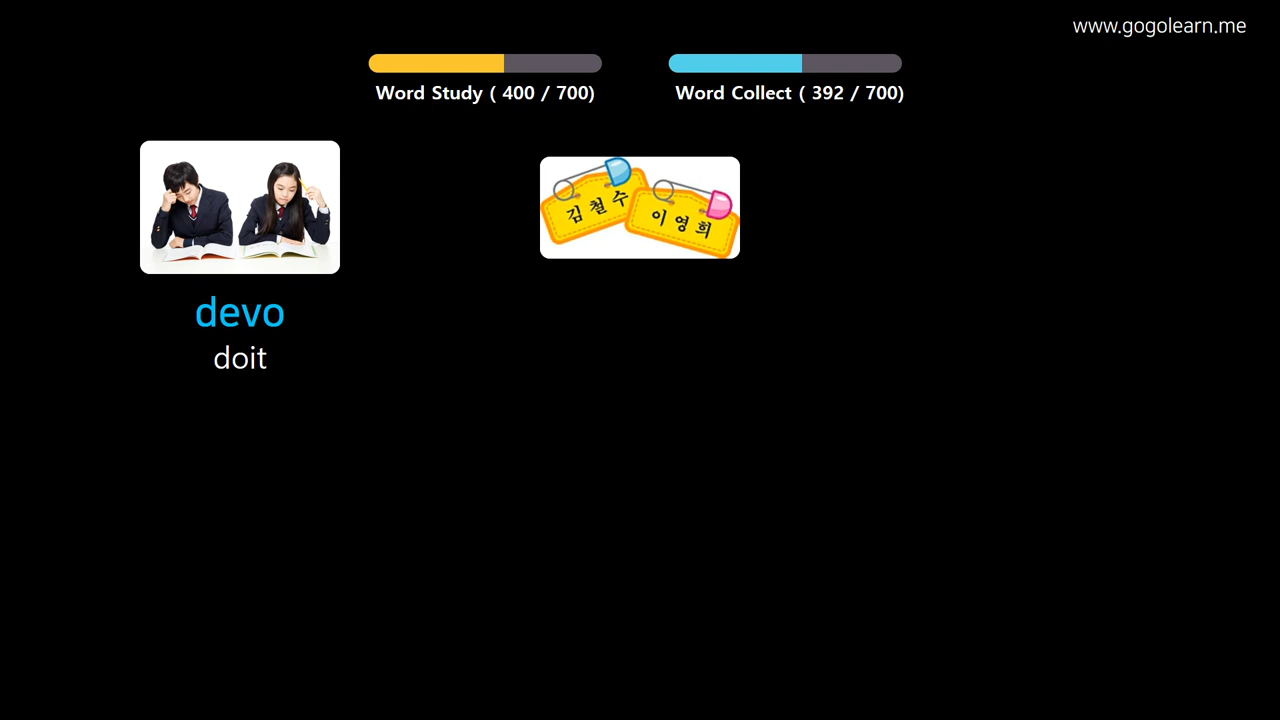 www.gogolearn.me
Word Study ( 400 / 700)
Word Collect ( 392 / 700)
김철수
이영희
devo
doit